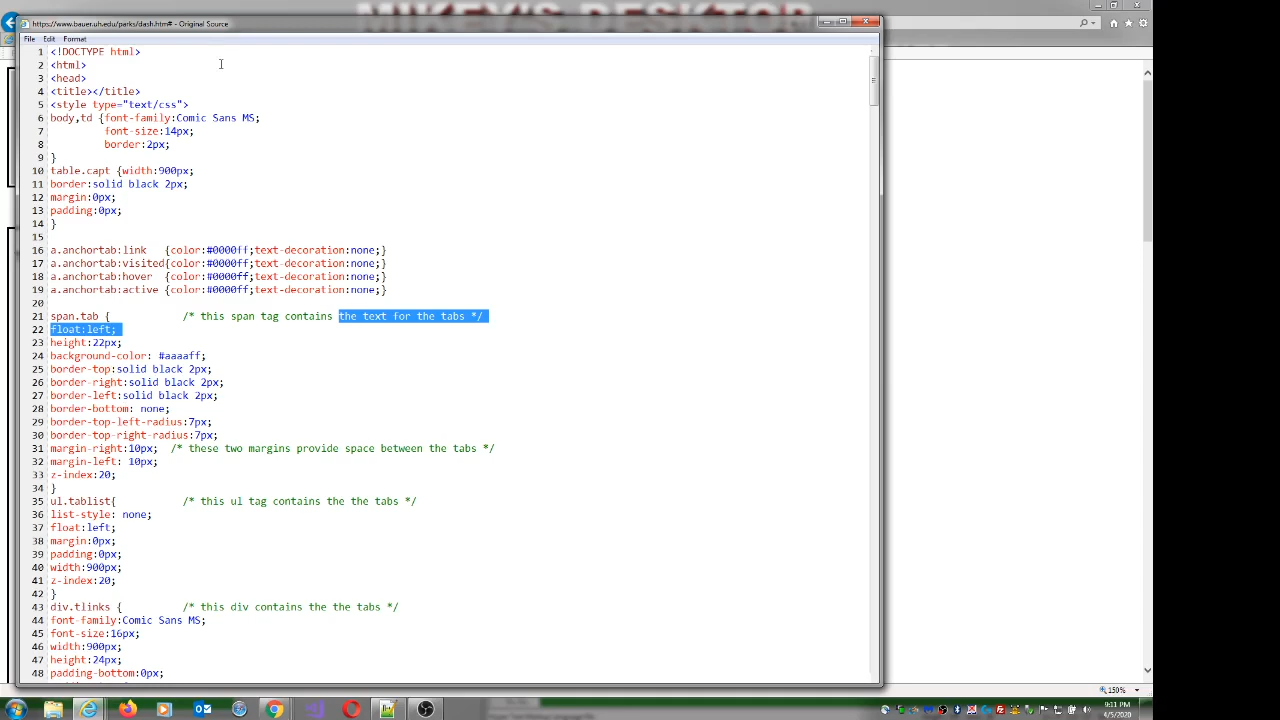 MIKEY'S DESKTOP
https://www.bauer.uh.edu/parks/dash.htm# - Original Source
File Edit Format
1 <!DOCTYPE html>
2 <html>
3 <head>
4 <title></title>
5 <style type="text/css">
6 body,td {font-family:Comic Sans MS;
7 font-size:14px;
8 border:2px;
9 }
10 table.capt {width:900px;
11 border:solid black 2px;
12 margin:0px;
13 padding:0px;
14 }
15
16 a.anchortab:link {color:#0000ff;text-decoration:none;}
17 a.anchortab:visited{color:#0000ff;text-decoration:none;}
18 a.anchortab:hover {color:#0000ff;text-decoration:none;}
19 a.anchortab:active {color:#0000ff;text-decoration:none;}
20
21 span.tab { /* this span tag contains the text for the tabs */
22 float:left;
23 height:22px;
24 background-color: #aaaaff;
25 border-top:solid black 2px;
26 border-right:solid black 2px;
27 border-left:solid black 2px;
28 border-bottom: none;
29 border-top-left-radius:7px;
30 border-top-right-radius:7px;
31 margin-right:10px; /* these two margins provide space between the tabs */
32 margin-left: 10px;
33 z-index:20;
34 }
35 ul.tablist{ /* this ul tag contains the the tabs */
36 list-style: none;
37 float:left;
38 margin:0px;
39 padding:0px;
40 width:900px;
41 z-index:20;
42 }
43 div.tlinks { /* this div contains the the tabs */
44 font-family:Comic Sans MS;
45 font-size:16px;
46 width:900px;
47 height:24px;
48 padding-bottom:0px;
150%
9:11 PM
6/5/2020